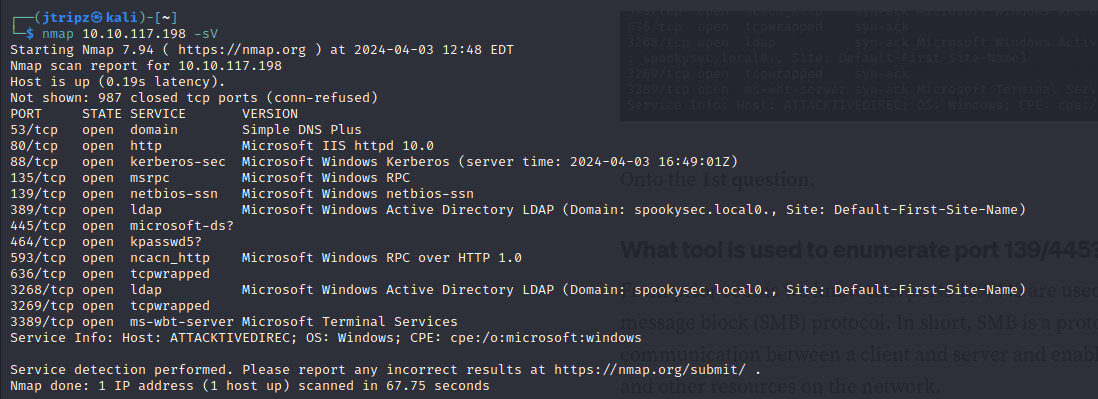 ┌──(jtripz㉿kali)-[~]
└─$ nmap 10.10.117.198 -sV
Starting Nmap 7.94 ( https://nmap.org ) at 2024-04-03 12:48 EDT
Nmap scan report for 10.10.117.198
Host is up (0.19s latency).
Not shown: 987 closed tcp ports (conn-refused)
PORT     STATE SERVICE       VERSION
53/tcp   open  domain        Simple DNS Plus
80/tcp   open  http          Microsoft IIS httpd 10.0
88/tcp   open  kerberos-sec  Microsoft Windows Kerberos (server time: 2024-04-03 16:49:01Z)
135/tcp  open  msrpc         Microsoft Windows RPC
139/tcp  open  netbios-ssn   Microsoft Windows netbios-ssn
389/tcp  open  ldap          Microsoft Windows Active Directory LDAP (Domain: spookysec.local0., Site: Default-First-Site-Name)
445/tcp  open  microsoft-ds?
464/tcp  open  kpasswd5?
593/tcp  open  ncacn_http    Microsoft Windows RPC over HTTP 1.0
636/tcp  open  tcpwrapped
3268/tcp open  ldap          Microsoft Windows Active Directory LDAP (Domain: spookysec.local0., Site: Default-First-Site-Name)
3269/tcp open  tcpwrapped
3389/tcp open  ms-wbt-server Microsoft Terminal Services
Service Info: Host: ATTACKTIVEDIREC; OS: Windows; CPE: cpe:/o:microsoft:windows
Service detection performed. Please report any incorrect results at https://nmap.org/submit/ .
Nmap done: 1 IP address (1 host up) scanned in 67.75 seconds
636/tcp open tcpwrapped syn-ack
3268/tcp open ldap syn-ack Microsoft Windows Activ
: spookysec.local0., Site: Default-First-Site-Name)
3269/tcp open tcpwrapped syn-ack
3389/tcp open ms-wbt-server syn-ack Microsoft Terminal Serv
Service Info: Host: ATTACKTIVEDIREC; OS: Windows; CPE: cpe:/
Onto the 1st question.
What tool is used to enumerate port 139/445?
are used
message block (SMB) protocol. In short, SMB is a proto
communication between a client and server and enabl
and other resources on the network.